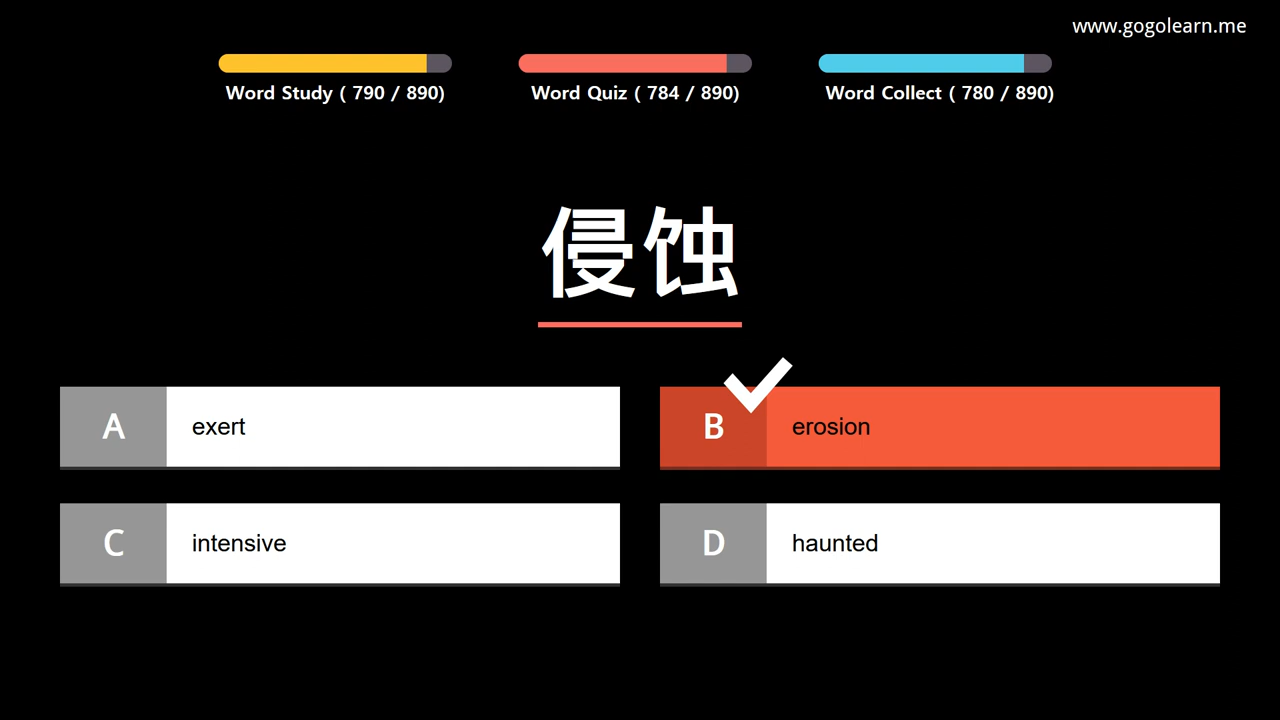 www.gogolearn.me
Word Study ( 790 / 890)
Word Quiz ( 784 / 890)
Word Collect ( 780 / 890)
侵蚀
A exert
B erosion
C intensive
D haunted